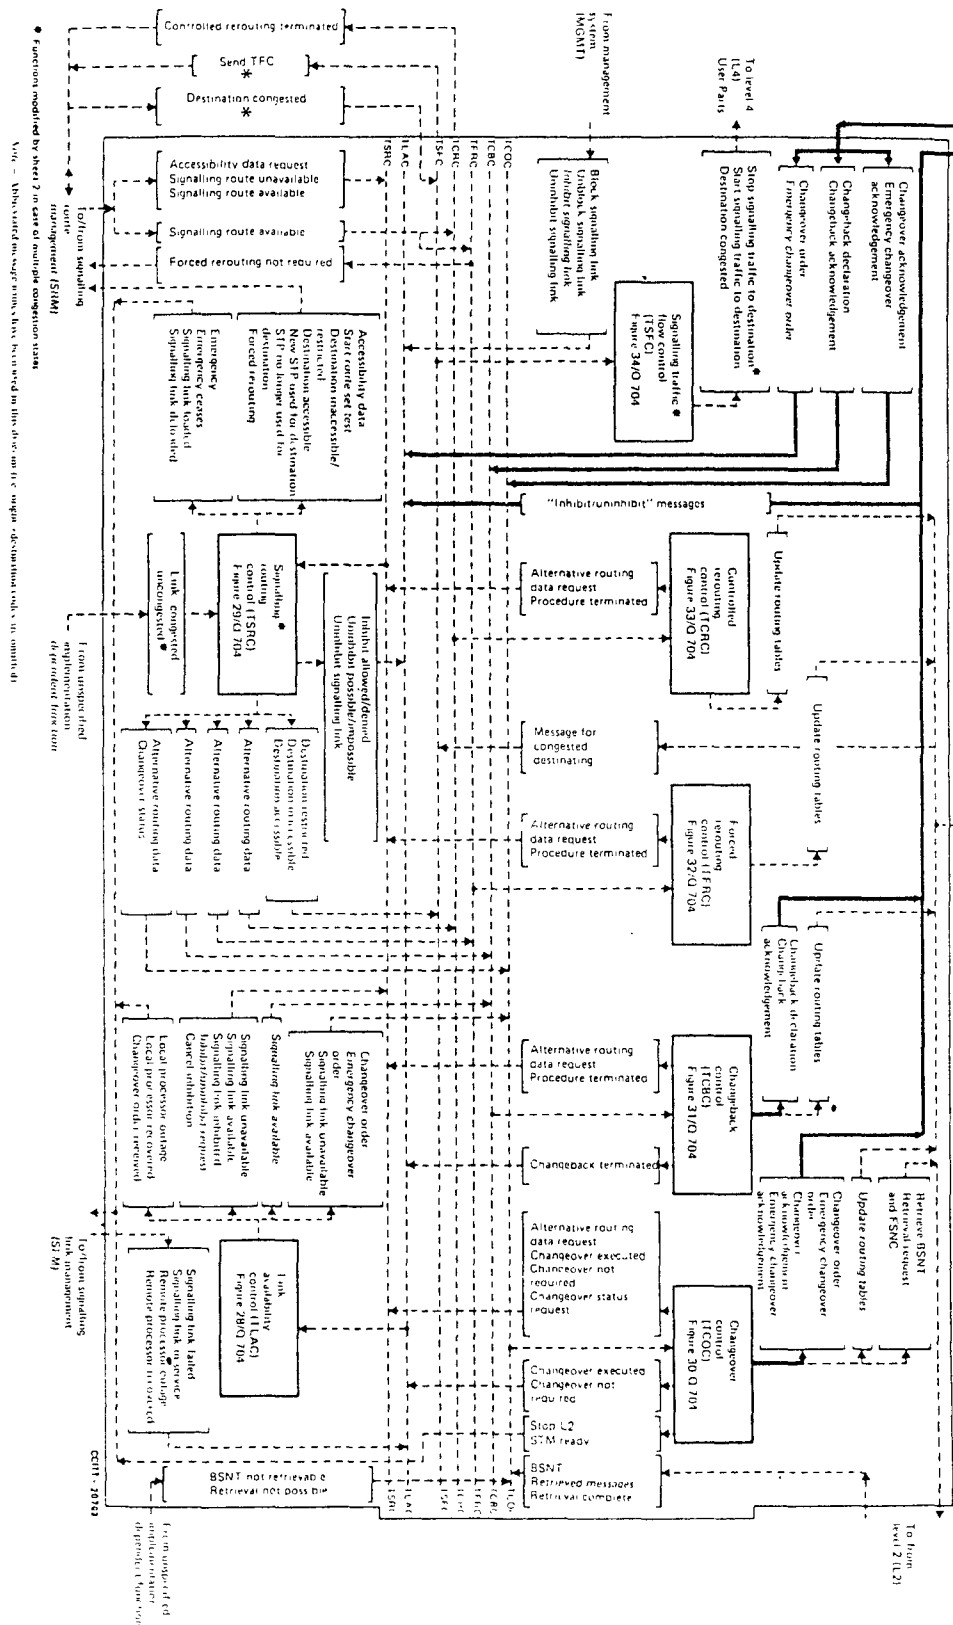 Controlled rerouting terminated
Send TFC
*
Destination congested
*
From management
system
(MGMT)
To level 4
(L4)
User Parts
TSRC
TLAC
TSFC
TCRC
TFRC
TCBC
TCOC
Accessibility data request
Signalling route unavailable
Signalling route available
Signalling route available
Forced rerouting not required
To/from signalling
route
management (SRM)
Block signalling link
Unblock signalling link
Inhibit signalling link
Uninhibit signalling link
Stop signalling traffic to destination*
Start signalling traffic to destination
Destination congested
Changeover order
Emergency changeover order
Changeback declaration
Changeback acknowledgement
Changeover acknowledgement
Emergency changeover
acknowledgement
Signalling traffic *
flow control
(TSFC)
Figure 34/Q 704
Accessibility data
Start route set test
Destination inaccessible/
restricted
Destination accessible
New STP used for destination
STP no longer used for
destination
Forced rerouting
Emergency
Emergency ceases
Signalling link loaded
Signalling link deloaded
"Inhibit/uninhibit" messages
Signalling *
routing
control (TSRC)
Figure 29/Q 704
Link congested
uncongested *
From unspecified
implementation
dependent function
Inhibit allowed/denied
Uninhibit possible/impossible
Uninhibit signalling
link
Alternative routing
data request
Procedure terminated
Controlled
rerouting
control (TCRC)
Figure 33/Q 704
Update routing tables
Message for
congested
destinating
Update routing tables
Destination restricted
Destination inaccessible
Destination accessible
Alternative routing data
Alternative routing data
Alternative routing data
Alternative routing data
Changeover status
Alternative routing
data request
Procedure terminated
Forced
rerouting
control (TFRC)
Figure 32/Q 704
Changeback declaration
Change back
acknowledgement
Update routing tables
Alternative routing
data request
Procedure terminated
Changeback
control
(TCBC)
Figure 31/Q 704
Changeback terminated
Changeover order
Emergency changeover
order
Signalling link unavailable
Signalling link available
Signalling link available
Signalling link unavailable
Signalling link available
Signalling link inhibited
Inhibit/uninhibit request
Cancel inhibition
Local processor outage
Local processor recovered
Changeover order received
To/from signalling
link management
(STM)
Link
availability
control (TLAC)
Figure 28/Q 704
Signalling link failed
Signalling link in service
Remote processor outage
Remote processor recovered
Alternative routing
data request
Changeover executed
Chanceover not
required
Changeover status
request
Changeover executed
Changeover not
required
Stop L2
STM ready
BSNT
Retrieved messages
Retrieval complete
Changeover
control
(TCOC)
Figure 30 Q 704
Changeover order
Emergency changeover
order
Changeover
acknowledgement
Emergency changeover
acknowledgement
Update routing tables
Retrieve BSNT
Retrieval request
and FSNC
BSNT not retrievable
Retrieval not possible
TSRC
TLAC
TSFC
TCRC
TFRC
TCBC
TCOC
To from
level 2 (L2)
From unspecified
implementation
dependent function
CCITT - 20763
* Functions modified by sheet 2 in case of multiple congestion states